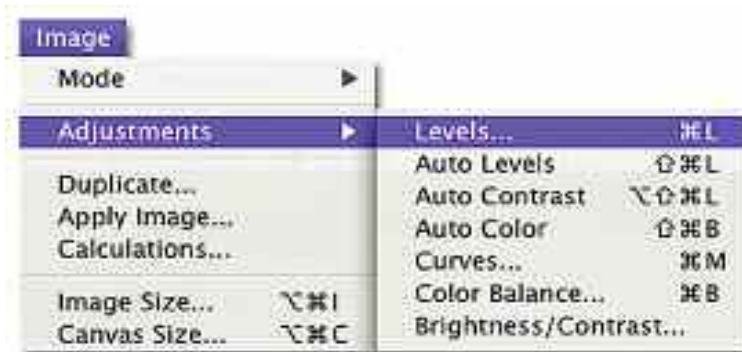 Image
Mode ▶
Adjustments ▶
Duplicate...
Apply Image...
Calculations...
Image Size... ⌥⌘I
Canvas Size... ⌥⌘C
Levels... ⌘L
Auto Levels ⇧⌘L
Auto Contrast ⌥⇧⌘L
Auto Color ⇧⌘B
Curves... ⌘M
Color Balance... ⌘B
Brightness/Contrast...